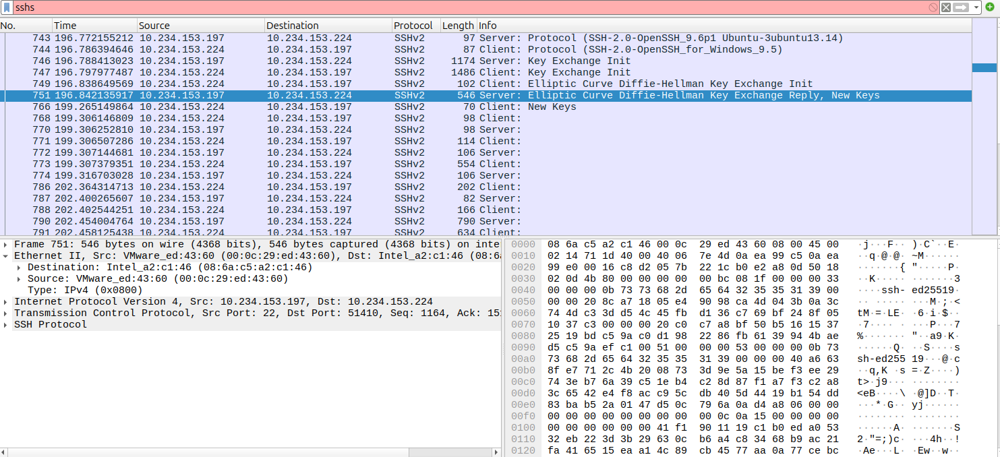 sshs
No. Time Source Destination Protocol Length Info
743 196.772155212 10.234.153.197 10.234.153.224 SSHv2 97 Server: Protocol (SSH-2.0-OpenSSH_9.6p1 Ubuntu-3ubuntu13.14)
744 196.786394646 10.234.153.224 10.234.153.197 SSHv2 87 Client: Protocol (SSH-2.0-OpenSSH_for_Windows_9.5)
746 196.788413023 10.234.153.197 10.234.153.224 SSHv2 1174 Server: Key Exchange Init
747 196.797977487 10.234.153.224 10.234.153.197 SSHv2 1486 Client: Key Exchange Init
749 196.838649569 10.234.153.224 10.234.153.197 SSHv2 102 Client: Elliptic Curve Diffie-Hellman Key Exchange Init
751 196.842135917 10.234.153.197 10.234.153.224 SSHv2 546 Server: Elliptic Curve Diffie-Hellman Key Exchange Reply, New Keys
766 199.265149864 10.234.153.224 10.234.153.197 SSHv2 70 Client: New Keys
768 199.306146809 10.234.153.224 10.234.153.197 SSHv2 98 Client:
770 199.306252810 10.234.153.197 10.234.153.224 SSHv2 98 Server:
771 199.306507286 10.234.153.224 10.234.153.197 SSHv2 114 Client:
772 199.307144681 10.234.153.197 10.234.153.224 SSHv2 106 Server:
773 199.307379351 10.234.153.224 10.234.153.197 SSHv2 554 Client:
774 199.316703028 10.234.153.197 10.234.153.224 SSHv2 106 Server:
786 202.364314713 10.234.153.224 10.234.153.197 SSHv2 202 Client:
787 202.400265607 10.234.153.197 10.234.153.224 SSHv2 82 Server:
788 202.402544251 10.234.153.224 10.234.153.197 SSHv2 166 Client:
790 202.454004764 10.234.153.197 10.234.153.224 SSHv2 790 Server:
791 202.458125438 10.234.153.224 10.234.153.197 SSHv2 634 Client:
Frame 751: 546 bytes on wire (4368 bits), 546 bytes captured (4368 bits) on inte
Ethernet II, Src: VMware_ed:43:60 (00:0c:29:ed:43:60), Dst: Intel_a2:c1:46 (08:6a
Destination: Intel_a2:c1:46 (08:6a:c5:a2:c1:46)
Source: VMware_ed:43:60 (00:0c:29:ed:43:60)
Type: IPv4 (0x0800)
Internet Protocol Version 4, Src: 10.234.153.197, Dst: 10.234.153.224
Transmission Control Protocol, Src Port: 22, Dst Port: 51410, Seq: 1164, Ack: 15
SSH Protocol
0000 08 6a c5 a2 c1 46 00 0c 29 ed 43 60 08 00 45 00 ·j···F·· )·C`··E·
0010 02 14 71 1d 40 00 40 06 7e 4d 0a ea 99 c5 0a ea ··q·@·@· ~M······
0020 99 e0 00 16 c8 d2 05 7b 22 1c b0 e2 a8 0d 50 18 ·······{ "·····P·
0030 02 0d 4b 80 00 00 00 00 00 bc 08 1f 00 00 00 33 ··K····· ·······3
0040 00 00 00 0b 73 73 68 2d 65 64 32 35 35 31 39 00 ····ssh- ed25519·
0050 00 00 20 8c a7 18 05 e4 90 98 ca 4d 04 3b 0a 3c ·· ····· ···M·;·<
0060 74 4d c3 3d d5 4c 45 fb d1 36 c7 69 bf 24 8f 05 tM·=·LE· ·6·i·$··
0070 10 37 c3 00 00 00 20 c0 c7 a8 bf 50 b5 16 15 37 ·7···· · ···P···7
0080 25 19 bd c5 9a c0 d1 98 22 86 fb 61 39 94 4b ae %······· "··a9·K·
0090 d5 c5 9a ef c1 00 51 00 00 00 53 00 00 00 0b 73 ······Q· ··S····s
00a0 73 68 2d 65 64 32 35 35 31 39 00 00 00 40 a6 63 sh-ed255 19···@·c
00b0 8f e7 71 2c 4b 20 08 73 3d 9e 5a 15 be f3 ee 29 ··q,K ·s =·Z····)
00c0 74 3e b7 6a 39 c5 1e b4 c2 8d 87 f1 a7 f3 c2 a8 t>·j9··· ········
00d0 3c 65 42 e4 f8 ac c9 5c db 40 5d 44 19 b1 54 dd <eB····\ ·@]D··T·
00e0 83 ba b5 2a 01 47 d5 0c 79 6a 0a d4 a8 06 00 00 ···*·G·· yj······
00f0 00 00 00 00 00 00 00 00 00 0c 0a 15 00 00 00 00 ········ ········
0100 00 00 00 00 00 00 41 f1 90 11 19 c1 b0 ed a0 53 ······A· ·······S
0110 32 eb 22 3d 3b 29 63 0c b6 a4 c8 34 68 b9 ac 21 2·"=;)c· ···4h··!
0120 fa 41 65 15 ea a1 4c 89 cb 45 77 aa 0a 77 ce bc ·Ae···L· ·Ew··w··